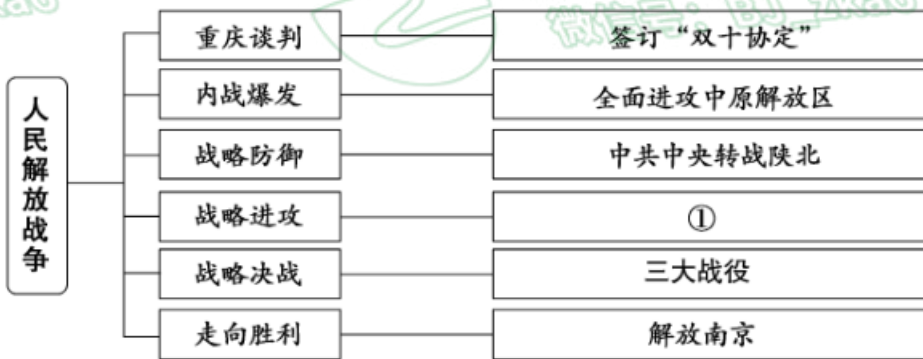 人民解放战争
重庆谈判 签订“双十协定”
内战爆发 全面进攻中原解放区
战略防御 中共中央转战陕北
战略进攻 ①
战略决战 三大战役
走向胜利 解放南京